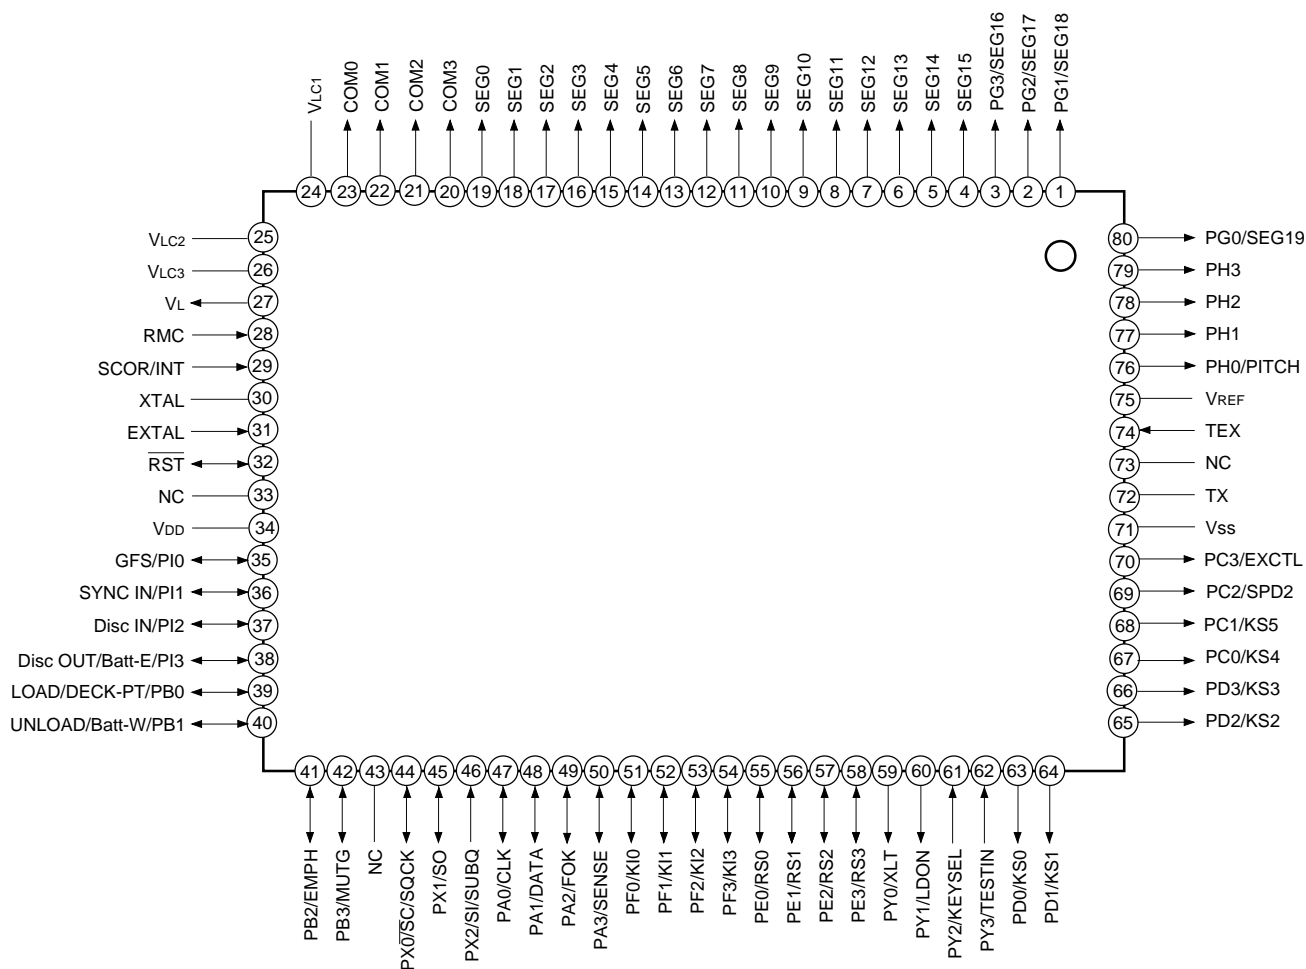 VLC1
COM0
COM1
COM2
COM3
SEG0
SEG1
SEG2
SEG3
SEG4
SEG5
SEG6
SEG7
SEG8
SEG9
SEG10
SEG11
SEG12
SEG13
SEG14
SEG15
PG3/SEG16
PG2/SEG17
PG1/SEG18
24
23
22
21
20
19
18
17
16
15
14
13
12
11
10
9
8
7
6
5
4
3
2
1
VLC2 25
VLC3 26
VL 27
RMC 28
SCOR/INT 29
XTAL 30
EXTAL 31
RST 32
NC 33
VDD 34
GFS/PI0 35
SYNC IN/PI1 36
Disc IN/PI2 37
Disc OUT/Batt-E/PI3 38
LOAD/DECK-PT/PB0 39
UNLOAD/Batt-W/PB1 40
80 PG0/SEG19
79 PH3
78 PH2
77 PH1
76 PH0/PITCH
75 VREF
74 TEX
73 NC
72 TX
71 Vss
70 PC3/EXCTL
69 PC2/SPD2
68 PC1/KS5
67 PC0/KS4
66 PD3/KS3
65 PD2/KS2
41
42
43
44
45
46
47
48
49
50
51
52
53
54
55
56
57
58
59
60
61
62
63
64
PB2/EMPH
PB3/MUTG
NC
PX0/SC/SQCK
PX1/SO
PX2/SI/SUBQ
PA0/CLK
PA1/DATA
PA2/FOK
PA3/SENSE
PF0/KI0
PF1/KI1
PF2/KI2
PF3/KI3
PE0/RS0
PE1/RS1
PE2/RS2
PE3/RS3
PY0/XLT
PY1/LDON
PY2/KEYSEL
PY3/TESTIN
PD0/KS0
PD1/KS1